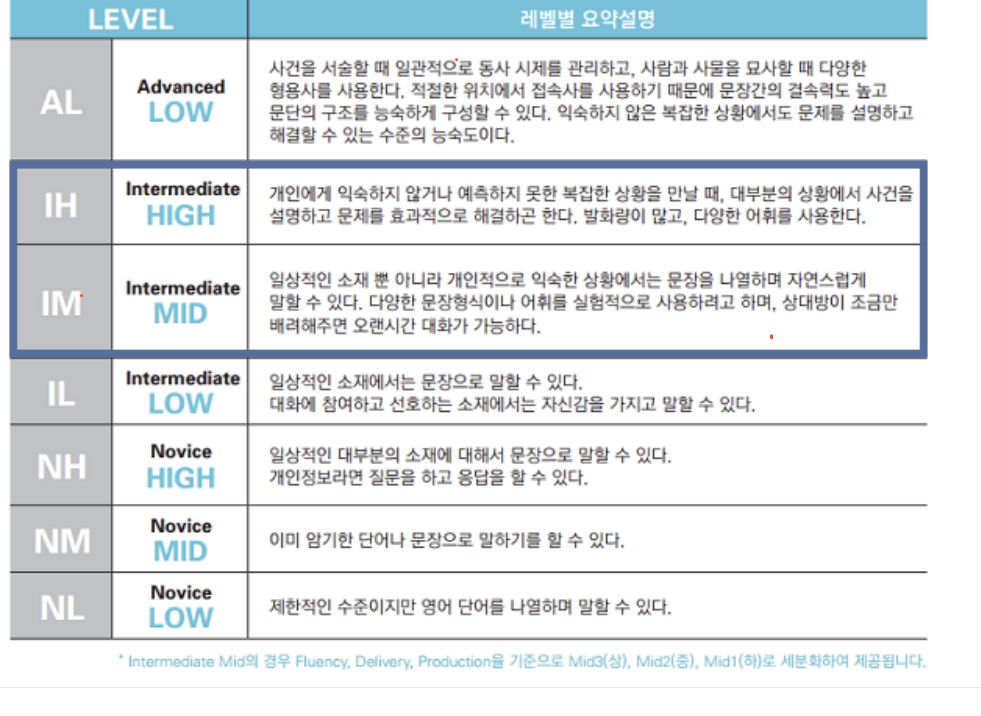 LEVEL
레벨별 요약설명
AL
Advanced
LOW
사건을 서술할 때 일관적으로 동사 시제를 관리하고, 사람과 사물을 묘사할 때 다양한
형용사를 사용한다. 적절한 위치에서 접속사를 사용하기 때문에 문장간의 결속력도 높고
문단의 구조를 능숙하게 구성할 수 있다. 익숙하지 않은 복잡한 상황에서도 문제를 설명하고
해결할 수 있는 수준의 능숙도이다.
IH
Intermediate
HIGH
개인에게 익숙하지 않거나 예측하지 못한 복잡한 상황을 만날 때, 대부분의 상황에서 사건을
설명하고 문제를 효과적으로 해결하곤 한다. 발화량이 많고, 다양한 어휘를 사용한다.
IM
Intermediate
MID
일상적인 소재 뿐 아니라 개인적으로 익숙한 상황에서는 문장을 나열하며 자연스럽게
말할 수 있다. 다양한 문장형식이나 어휘를 실험적으로 사용하려고 하며, 상대방이 조금만
배려해주면 오랜시간 대화가 가능하다.
IL
Intermediate
LOW
일상적인 소재에서는 문장으로 말할 수 있다.
대화에 참여하고 선호하는 소재에서는 자신감을 가지고 말할 수 있다.
NH
Novice
HIGH
일상적인 대부분의 소재에 대해서 문장으로 말할 수 있다.
개인정보라면 질문을 하고 응답을 할 수 있다.
NM
Novice
MID
이미 암기한 단어나 문장으로 말하기를 할 수 있다.
NL
Novice
LOW
제한적인 수준이지만 영어 단어를 나열하며 말할 수 있다.
* Intermediate Mid의 경우 Fluency, Delivery, Production을 기준으로 Mid3(상), Mid2(중), Mid1(하)로 세분화하여 제공됩니다.